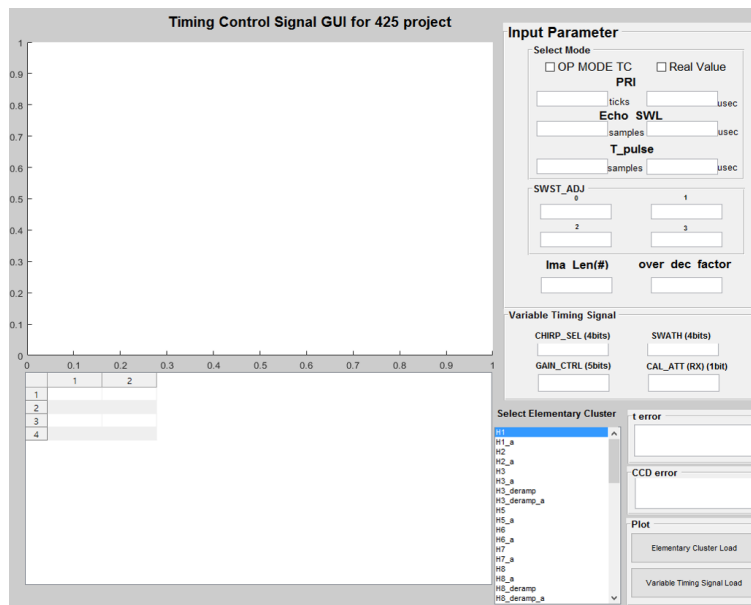 Timing Control Signal GUI for 425 project
1
0.9
0.8
0.7
0.6
0.5
0.4
0.3
0.2
0.1
0
0 0.1 0.2 0.3 0.4 0.5 0.6 0.7 0.8 0.9 1
1 2
1
2
3
4
Input Parameter
Select Mode
OP MODE TC Real Value
PRI
ticks usec
Echo SWL
samples usec
T_pulse
samples usec
SWST_ADJ
0 1
2 3
Ima Len(#) over dec factor
Variable Timing Signal
CHIRP_SEL (4bits) SWATH (4bits)
GAIN_CTRL (5bits) CAL_ATT (RX) (1bit)
Select Elementary Cluster
H1
H1_a
H2
H2_a
H3
H3_a
H3_deramp
H3_deramp_a
H5
H5_a
H6
H6_a
H7
H7_a
H8
H8_a
H8_deramp
H8_deramp_a
t error
CCD error
Plot
Elementary Cluster Load
Variable Timing Signal Load